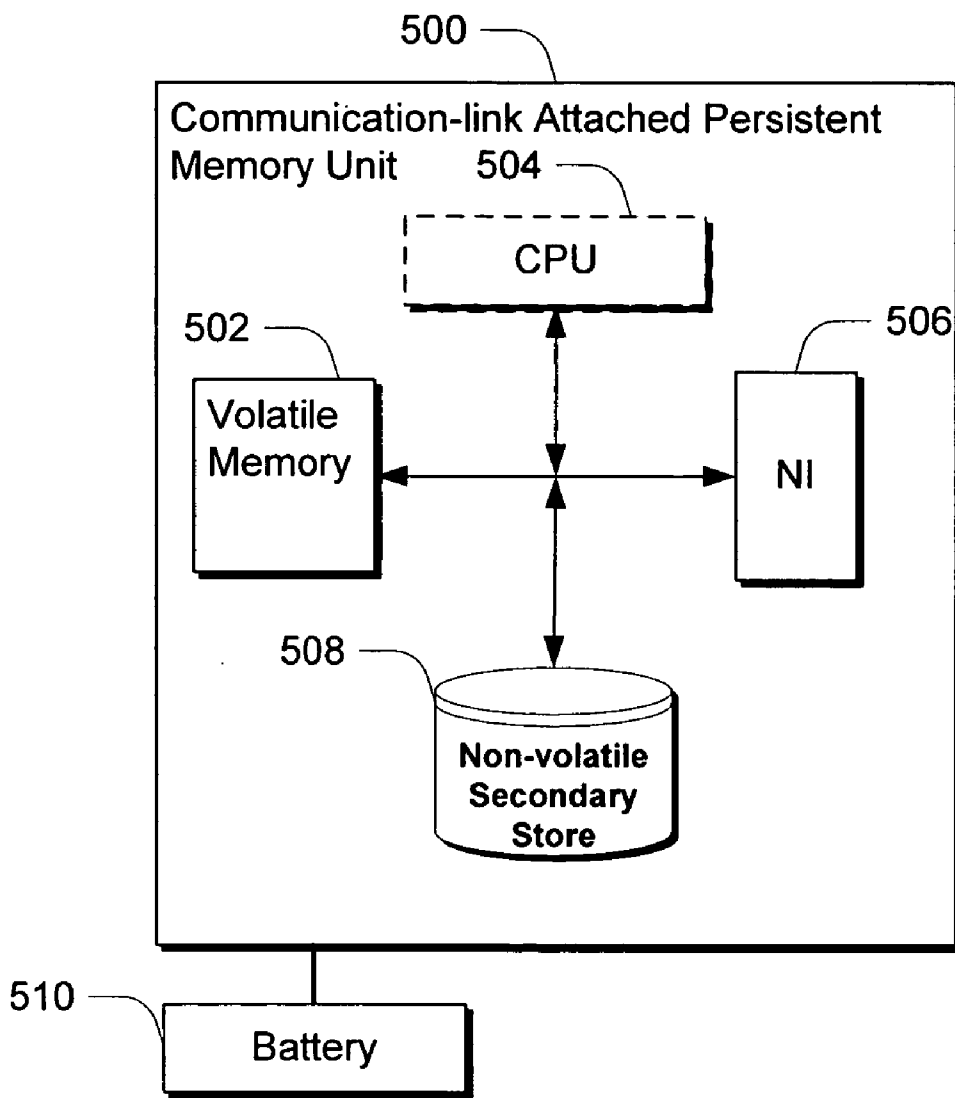 500
Communication-link Attached Persistent
Memory Unit
504
CPU
502
506
Volatile
Memory
NI
508
Non-volatile
Secondary
Store
510
Battery